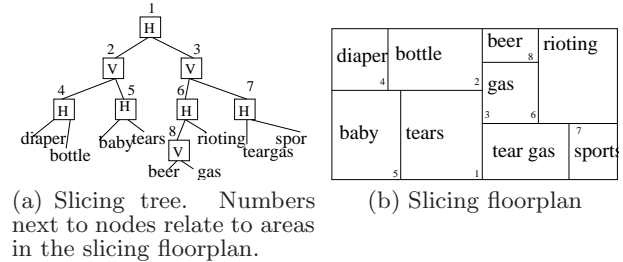 1
H
2 3
V V
4 5 6 7
H H H H
diaper baby tears 8 rioting spor
bottle V teargas
beer gas
(a) Slicing tree. Numbers
next to nodes relate to areas
in the slicing floorplan.
diaper bottle beer rioting
4 2 8
gas
3 6
baby tears
7
tear gas sports
5 1
(b) Slicing floorplan